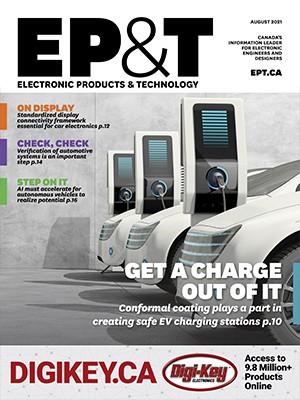 EP&T
ELECTRONIC PRODUCTS & TECHNOLOGY
AUGUST 2021
CANADA'S
INFORMATION LEADER
FOR ELECTRONIC
ENGINEERS AND
DESIGNERS
EPT.CA
ON DISPLAY
Standardized display
connectivity framework
essential for car electronics p.12
CHECK, CHECK
Verification of automotive
systems is an important
step p.14
STEP ON IT
AI must accelerate for
autonomous vehicles to
realize potential p.16
GET A CHARGE
OUT OF IT
Conformal coating plays a part in
creating safe EV charging stations p.10
DIGIKEY.CA
Digi-Key
ELECTRONICS
Access to
9.8 Million+
Products
Online